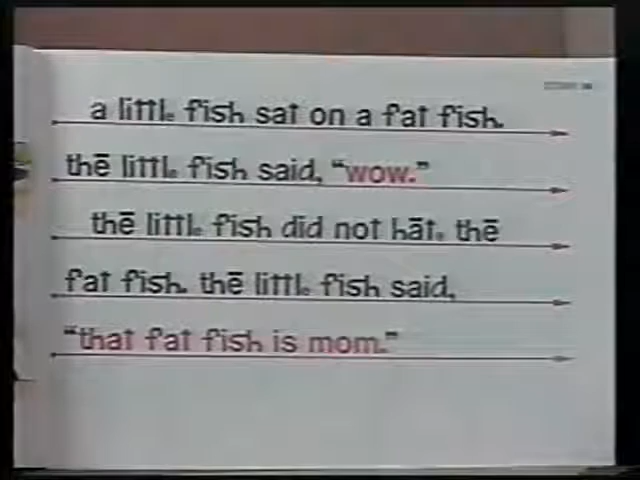 a little fish sat on a fat fish.
thē little fish said, “wow.”
thē little fish did not hāte thē
fat fish. thē little fish said,
“that fat fish is mom.”